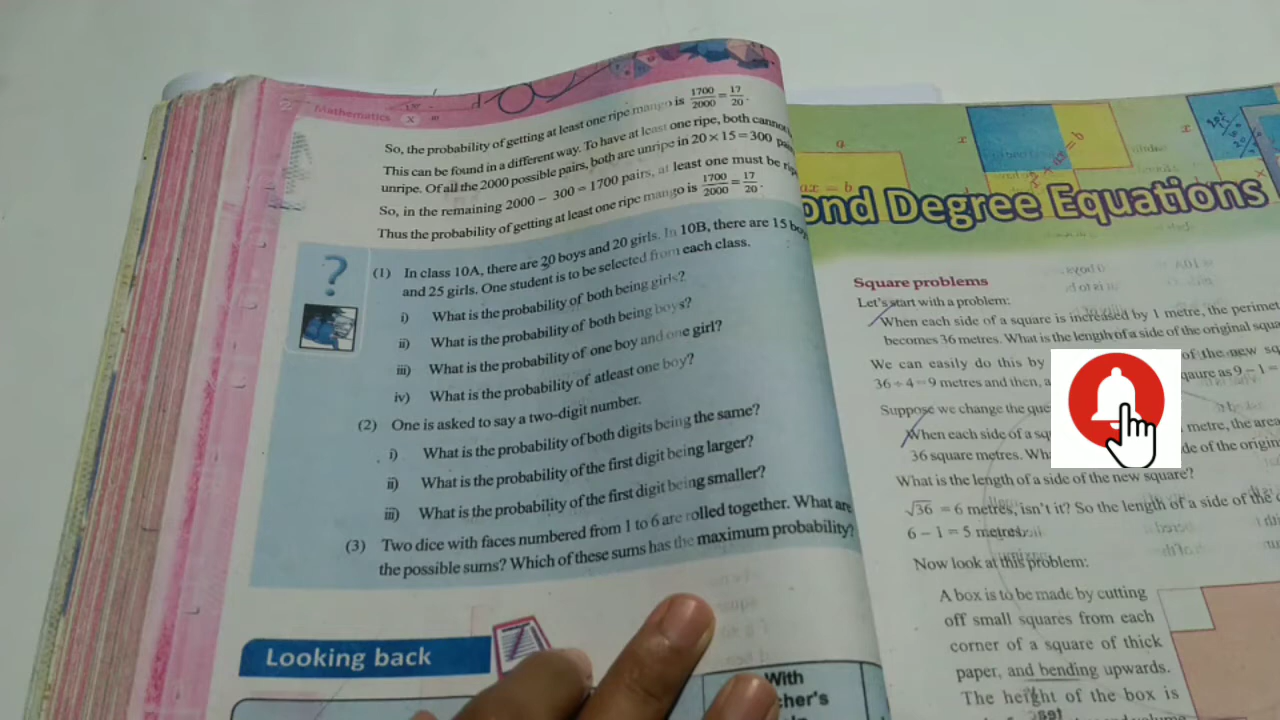 Mathematics X
So, the probability of getting at least one ripe mango is 1700/2000 = 17/20.
This can be found in a different way. To have at least one ripe, both cannot
unripe. Of all the 2000 possible pairs, both are unripe in 20 × 15 = 300
So, in the remaining 2000 – 300 = 1700 pairs, at least one must be
Thus the probability of getting at least one ripe mango is 1700/2000 = 17/20.
?
(1) In class 10A, there are 20 boys and 20 girls. In 10B, there are 15
and 25 girls. One student is to be selected from each class.
i) What is the probability of both being girls?
ii) What is the probability of both being boys?
iii) What is the probability of one boy and one girl?
iv) What is the probability of atleast one boy?
(2) One is asked to say a two-digit number.
i) What is the probability of both digits being the same?
ii) What is the probability of the first digit being larger?
iii) What is the probability of the first digit being smaller?
(3) Two dice with faces numbered from 1 to 6 are rolled together. What are
the possible sums? Which of these sums has the maximum probability?
Looking back
With
a
x
x
ax = b
b
ond Degree Equations
Square problems
Let's start with a problem:
When each side of a square is increased by 1 metre, the
becomes 36 metres. What is the length of a side of the original
We can easily do this by of the new
36 ÷ 4 = 9 metres and then, as 9 – 1 =
Suppose we change the
When each side of a metre, the area
36 square metres. of the
What is the length of a side of the new square?
√36 = 6 metres, isn't it? So the length of a side of the
6 – 1 = 5 metres.
Now look at this problem:
A box is to be made by cutting
off small squares from each
corner of a square of thick
paper, and bending upwards.
The height of the box is